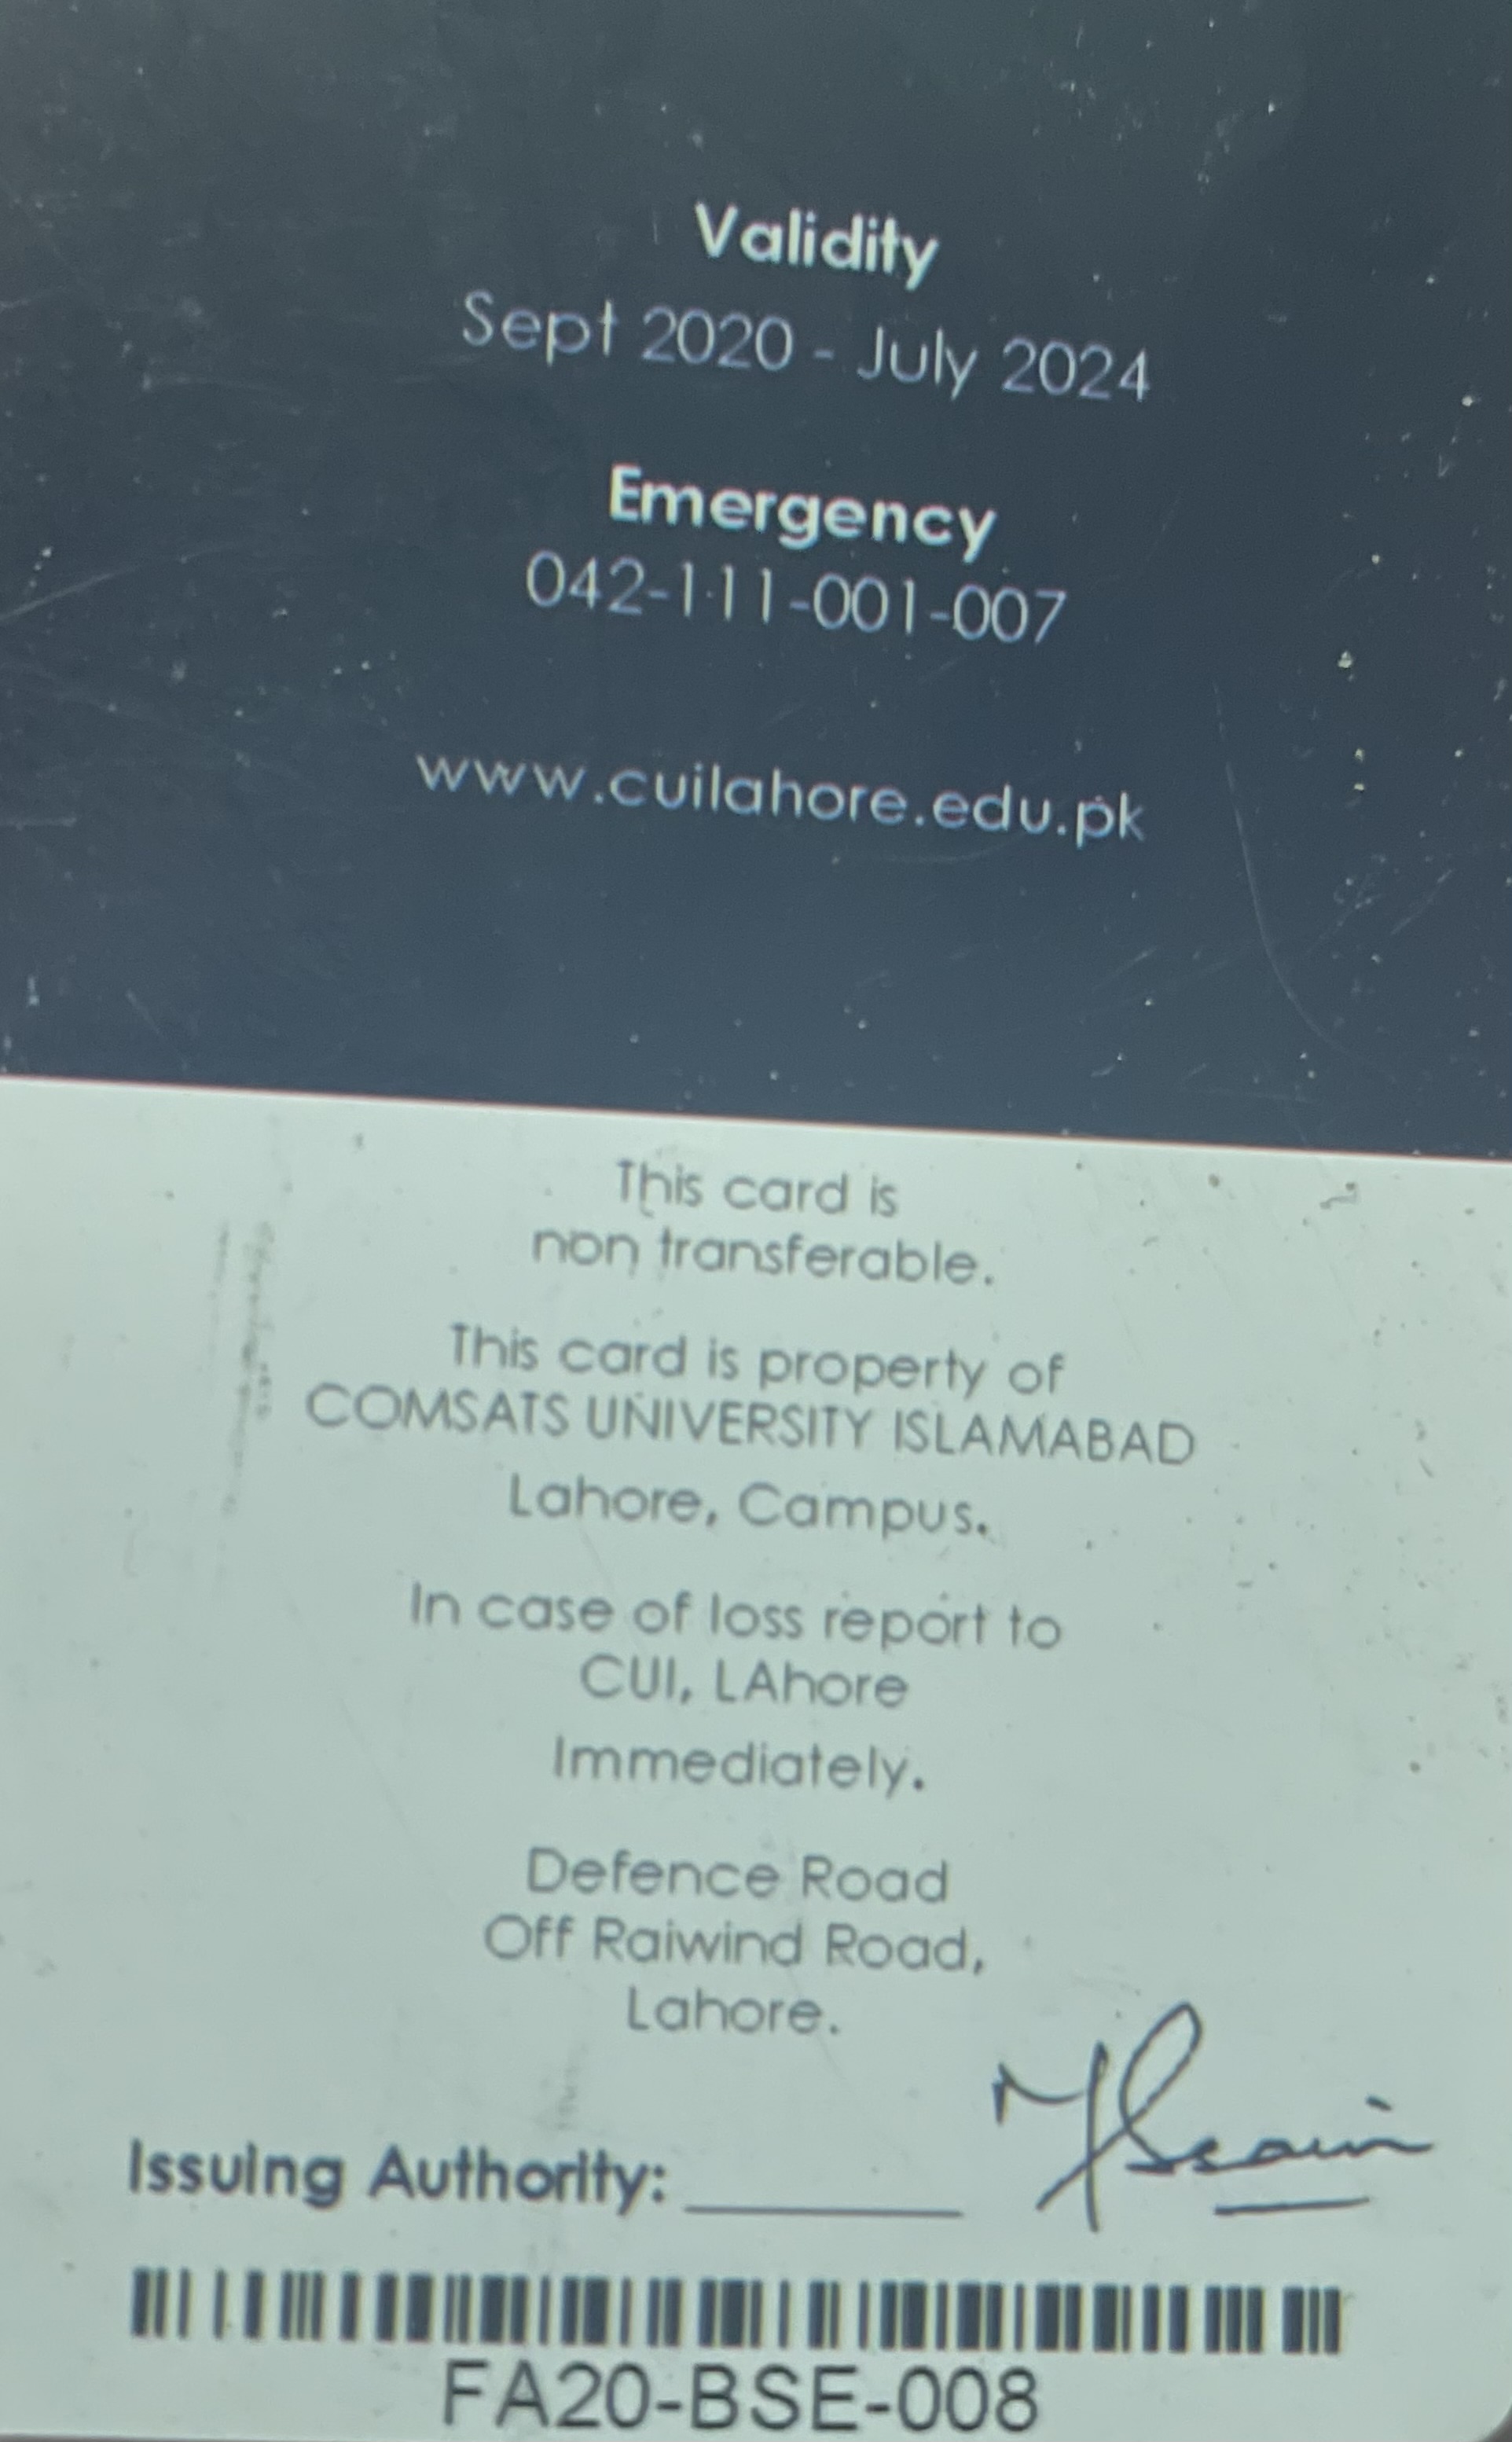 Validity
Sept 2020 - July 2024
Emergency
042-111-001-007
www.cuilahore.edu.pk
This card is
non transferable.
This card is property of
COMSATS UNIVERSITY ISLAMABAD
Lahore, Campus.
In case of loss report to
CUI, LAhore
Immediately.
Defence Road
Off Raiwind Road,
Lahore.
Issuing Authority:
FA20-BSE-008